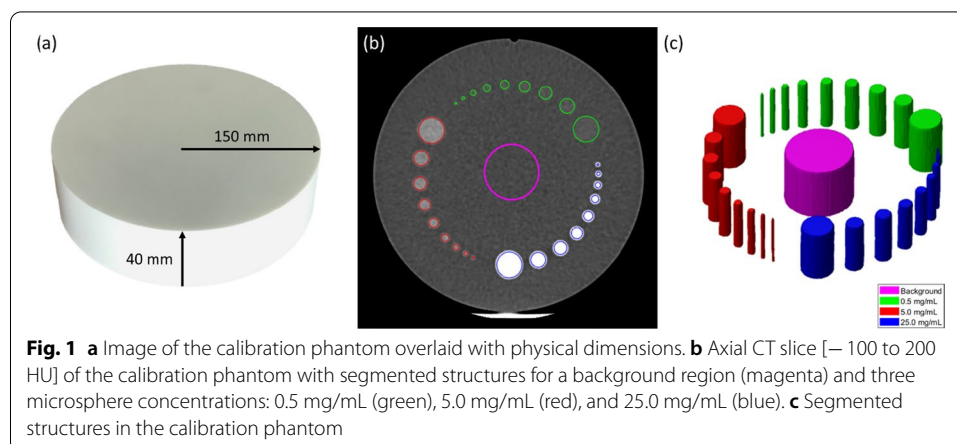 (a)
(b)
(c)
150 mm
40 mm
Background
0.5 mg/mL
5.0 mg/mL
25.0 mg/mL
Fig. 1 a Image of the calibration phantom overlaid with physical dimensions. b Axial CT slice [− 100 to 200
HU] of the calibration phantom with segmented structures for a background region (magenta) and three
microsphere concentrations: 0.5 mg/mL (green), 5.0 mg/mL (red), and 25.0 mg/mL (blue). c Segmented
structures in the calibration phantom